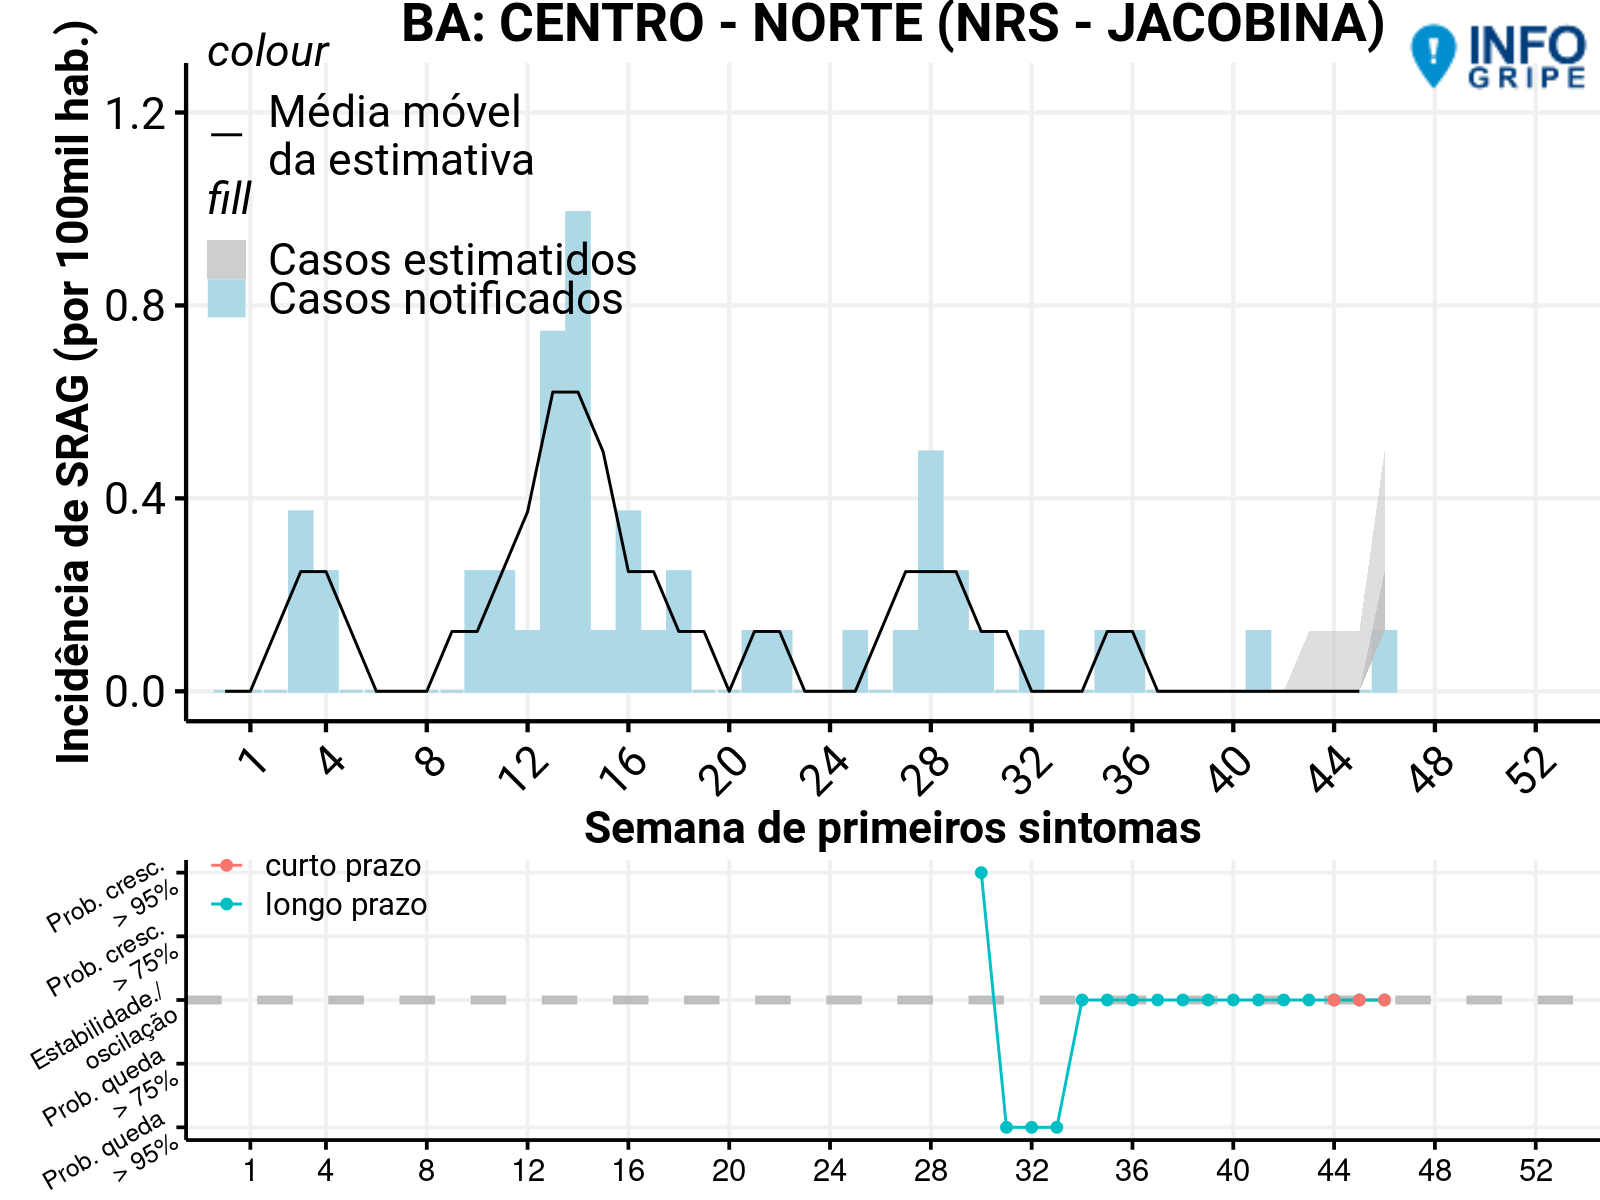 BA: CENTRO - NORTE (NRS - JACOBINA)
INFO
GRIPE
Incidência de SRAG (por 100mil hab.)
colour
Média móvel
da estimativa
fill
Casos estimatidos
Casos notificados
1.2
0.8
0.4
0.0
1 4 8 12 16 20 24 28 32 36 40 44 48 52
Semana de primeiros sintomas
curto prazo
longo prazo
Prob. cresc.
> 95%
Prob. cresc.
> 75%
Estabilidade./
oscilação
Prob. queda
> 75%
Prob. queda
> 95%
1 4 8 12 16 20 24 28 32 36 40 44 48 52